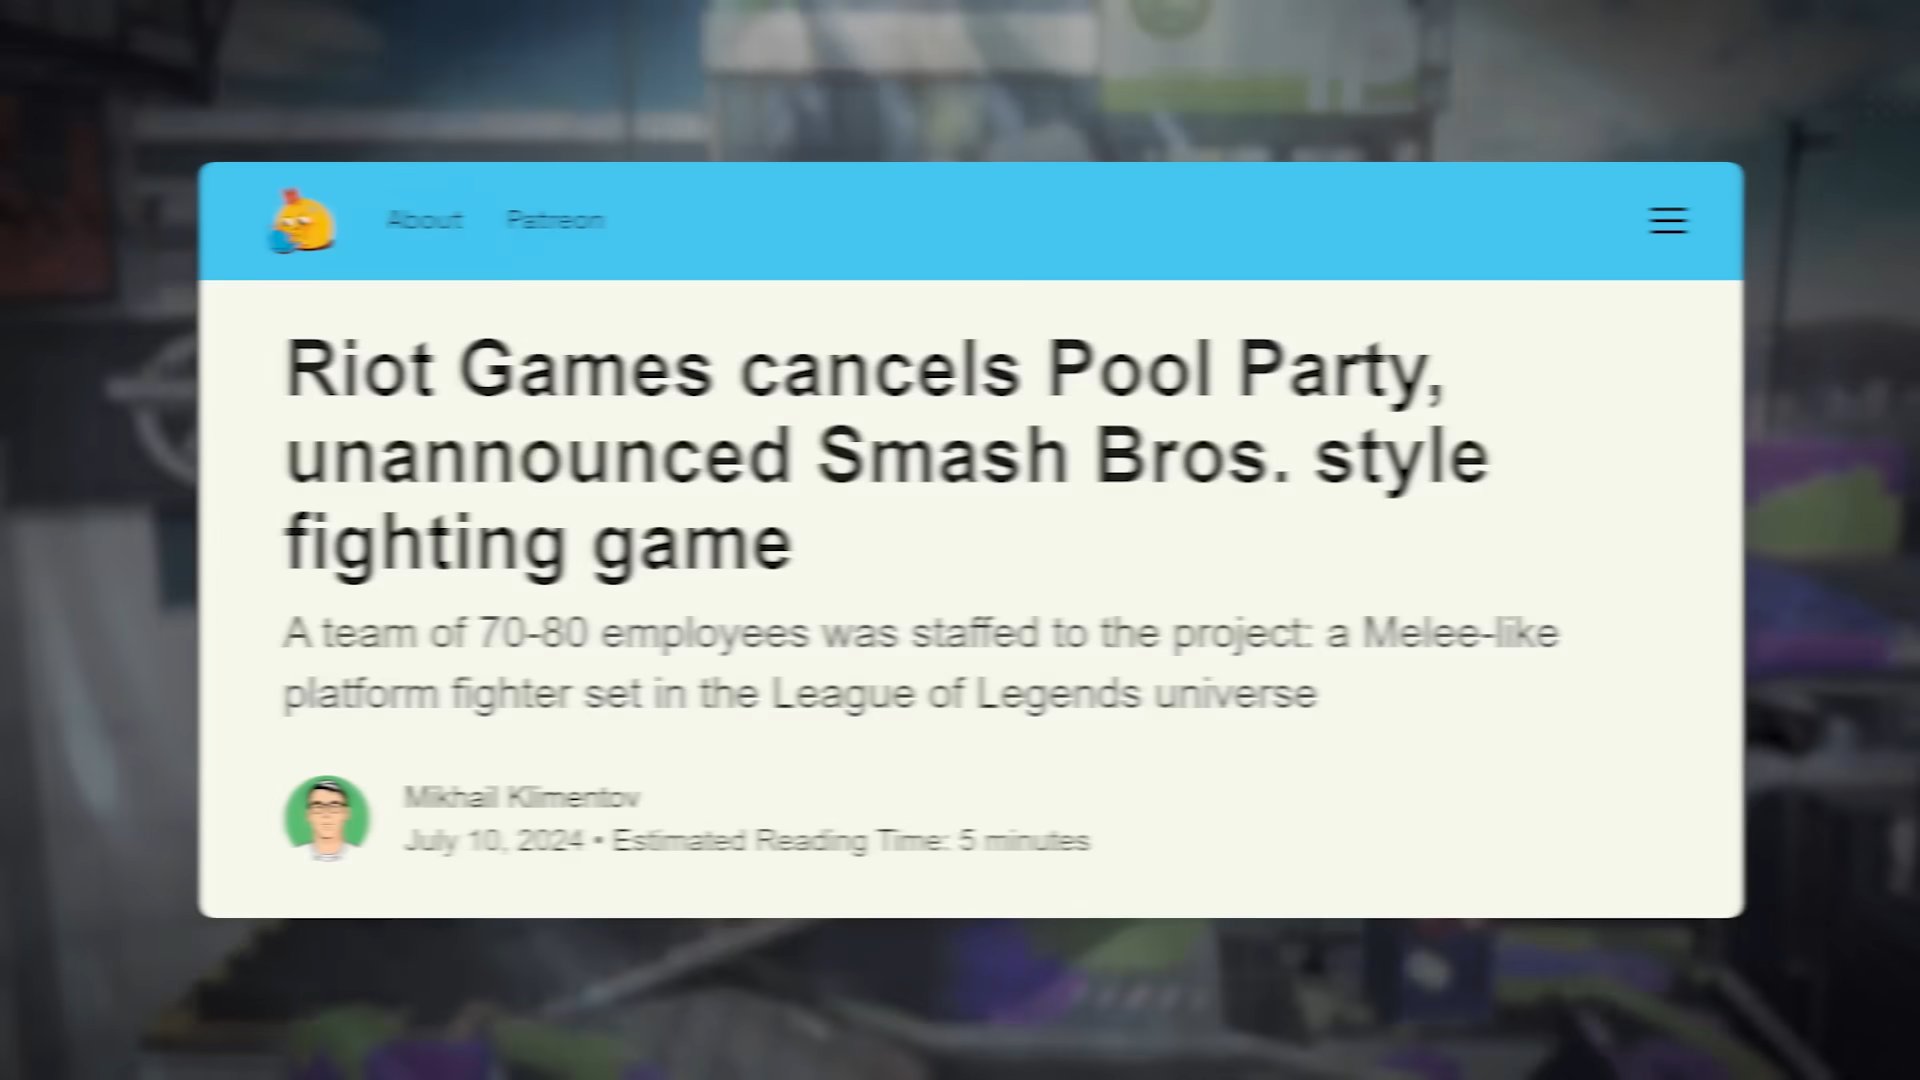 About Patreon
Riot Games cancels Pool Party,
unannounced Smash Bros. style
fighting game
A team of 70-80 employees was staffed to the project: a Melee-like
platform fighter set in the League of Legends universe
Mikhail Klimentov
July 10, 2024 • Estimated Reading Time: 5 minutes